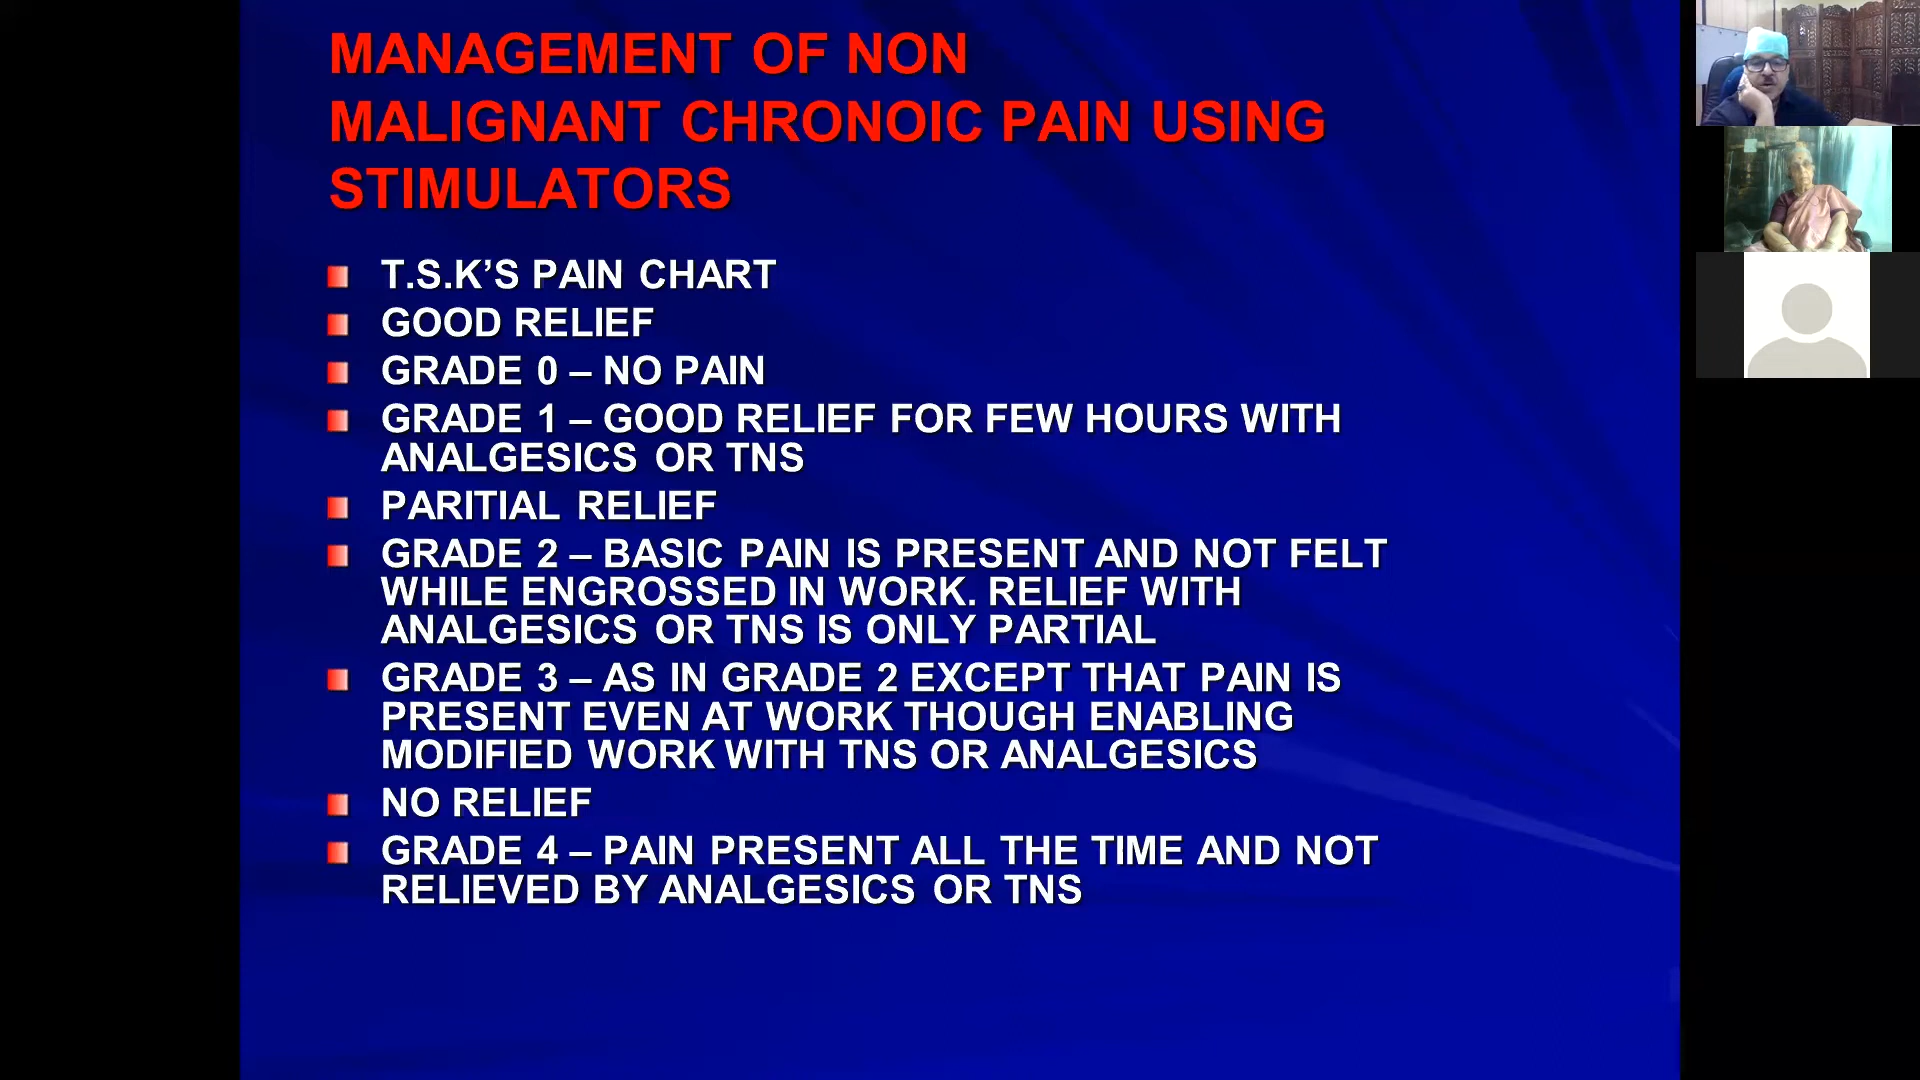 MANAGEMENT OF NON
MALIGNANT CHRONOIC PAIN USING
STIMULATORS
T.S.K’S PAIN CHART
GOOD RELIEF
GRADE 0 – NO PAIN
GRADE 1 – GOOD RELIEF FOR FEW HOURS WITH
ANALGESICS OR TNS
PARITIAL RELIEF
GRADE 2 – BASIC PAIN IS PRESENT AND NOT FELT
WHILE ENGROSSED IN WORK. RELIEF WITH
ANALGESICS OR TNS IS ONLY PARTIAL
GRADE 3 – AS IN GRADE 2 EXCEPT THAT PAIN IS
PRESENT EVEN AT WORK THOUGH ENABLING
MODIFIED WORK WITH TNS OR ANALGESICS
NO RELIEF
GRADE 4 – PAIN PRESENT ALL THE TIME AND NOT
RELIEVED BY ANALGESICS OR TNS